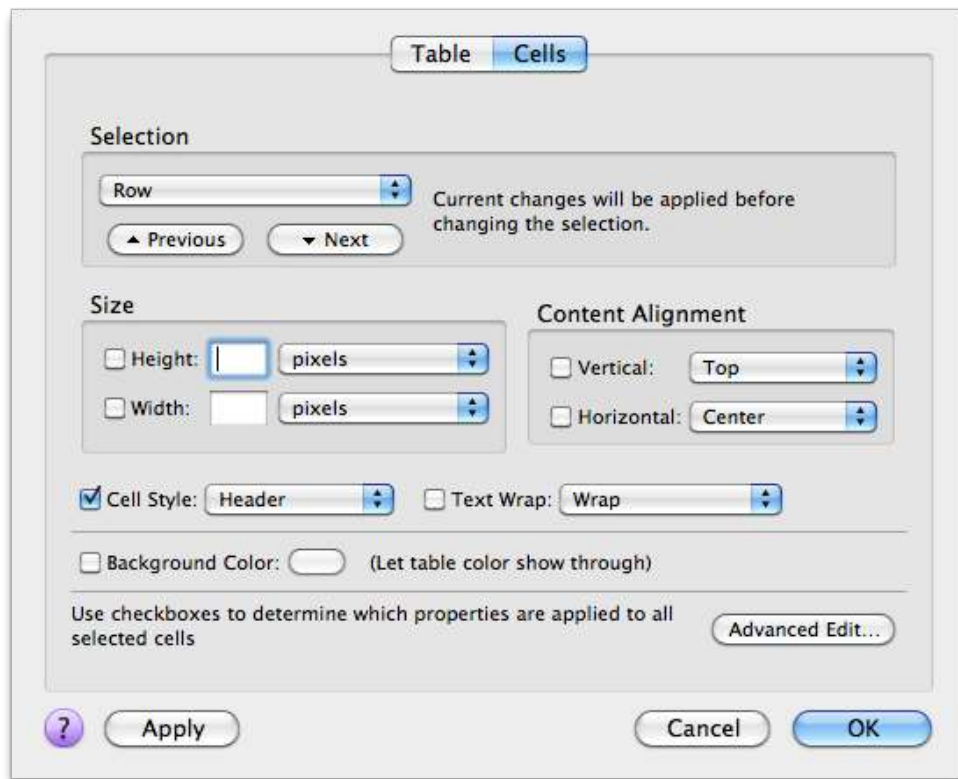 Table Cells
Selection
Row
Current changes will be applied before
changing the selection.
Previous Next
Size
Height: pixels
Width: pixels
Content Alignment
Vertical: Top
Horizontal: Center
Cell Style: Header Text Wrap: Wrap
Background Color: (Let table color show through)
Use checkboxes to determine which properties are applied to all
selected cells
Advanced Edit...
? Apply Cancel OK